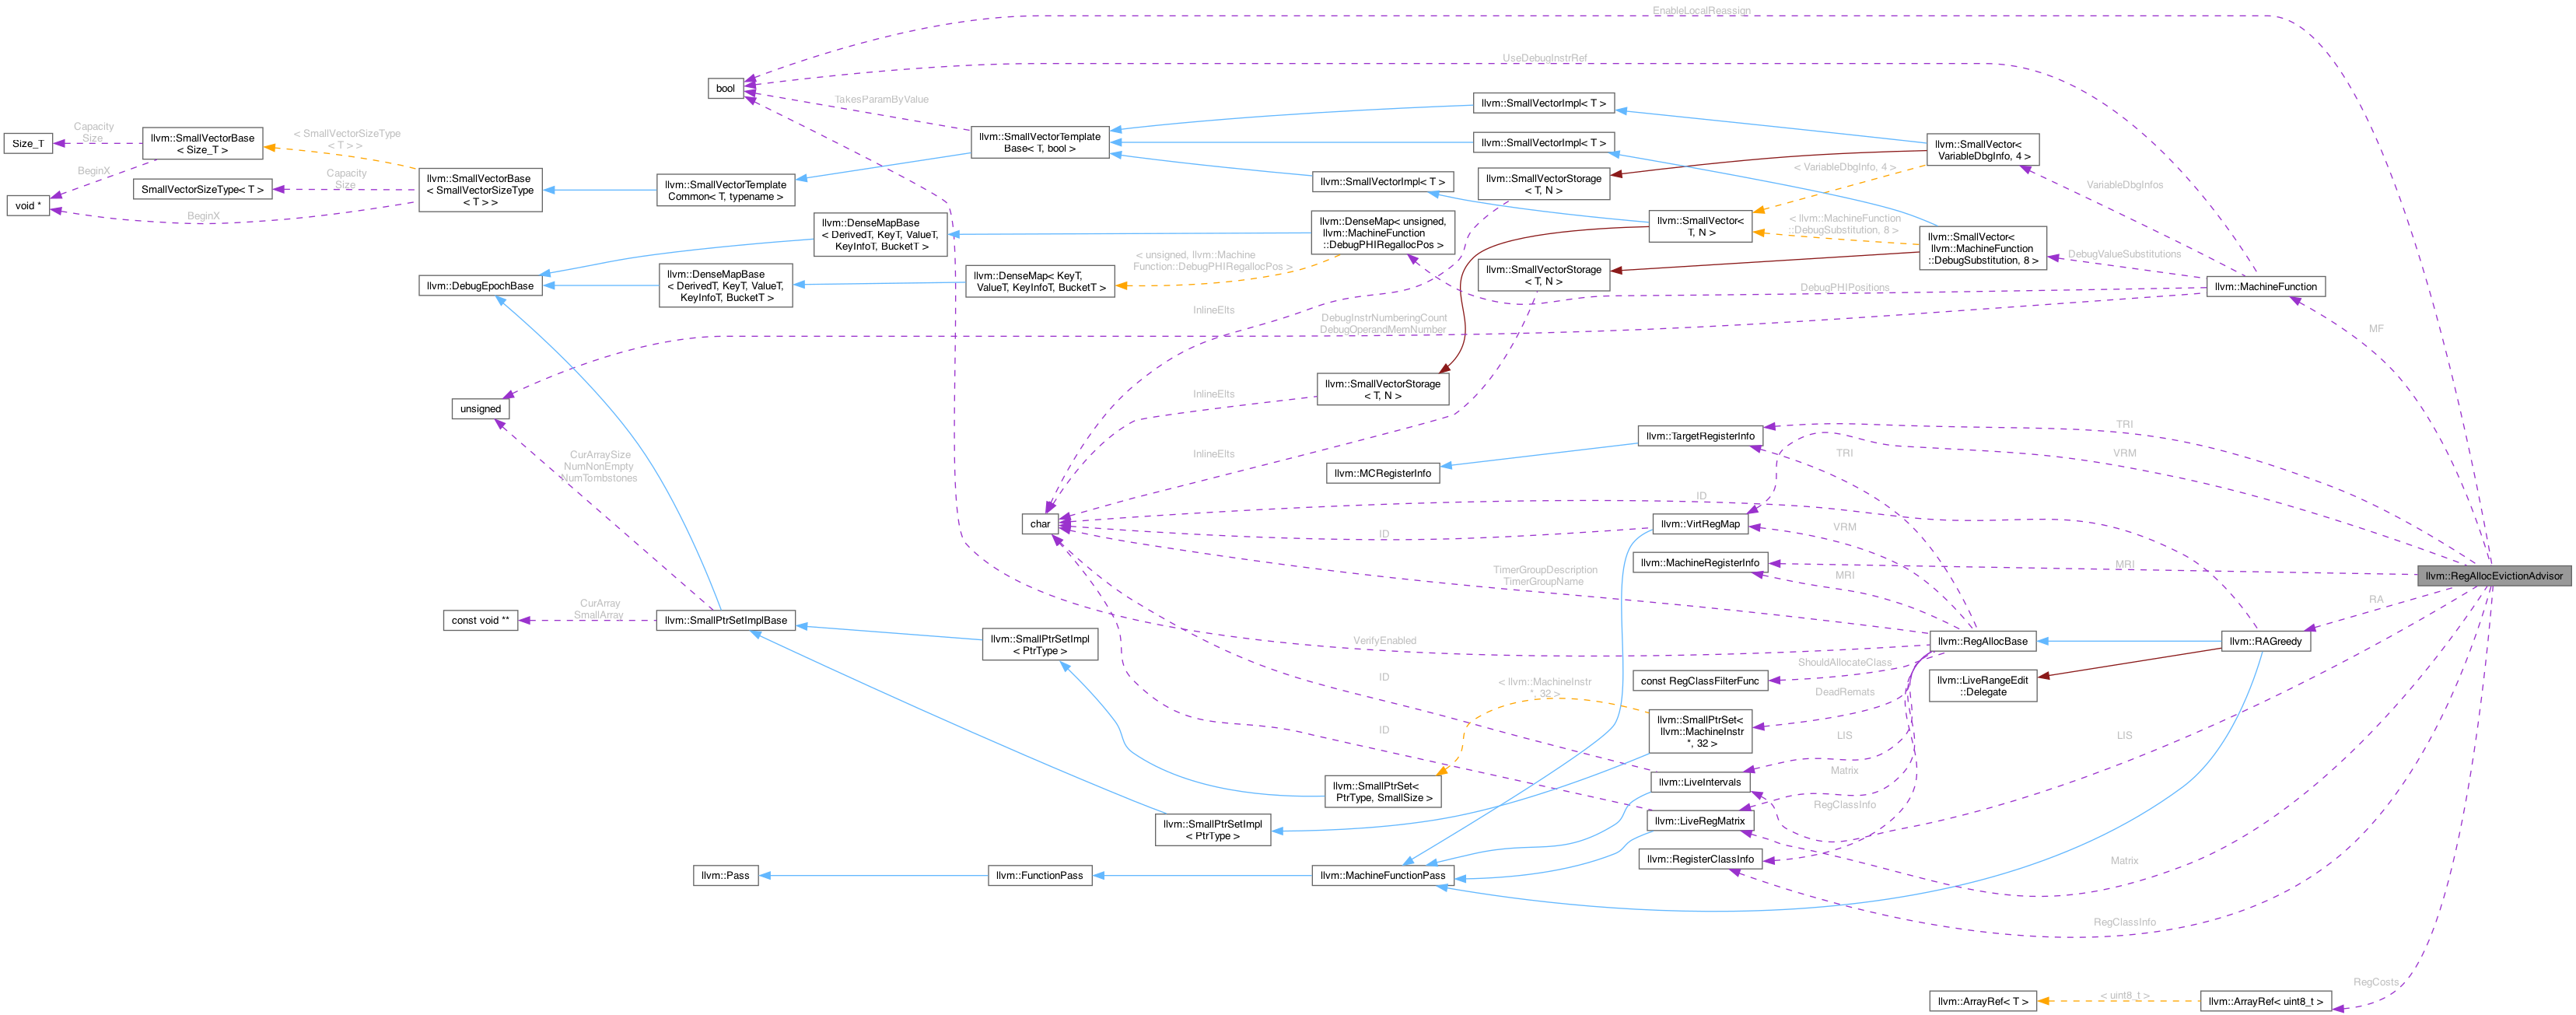 EnableLocalReassign
UseDebugInstrRef
bool
TakesParamByValue
llvm::SmallVectorImpl< T >
Size_T
Capacity
Size
llvm::SmallVectorBase
< Size_T >
< SmallVectorSizeType
< T > >
llvm::SmallVectorTemplate
Base< T, bool >
llvm::SmallVectorImpl< T >
llvm::SmallVector<
VariableDbgInfo, 4 >
BeginX
void *
SmallVectorSizeType< T >
Capacity
Size
BeginX
llvm::SmallVectorBase
< SmallVectorSizeType
< T > >
llvm::SmallVectorTemplate
Common< T, typename >
llvm::SmallVectorImpl< T >
llvm::SmallVectorStorage
< T, N >
< VariableDbgInfo, 4 >
VariableDbgInfos
llvm::DenseMapBase
< DerivedT, KeyT, ValueT,
KeyInfoT, BucketT >
llvm::DenseMap< unsigned,
llvm::MachineFunction
::DebugPHIRegallocPos >
llvm::SmallVector<
T, N >
< llvm::MachineFunction
::DebugSubstitution, 8 >
llvm::SmallVector<
llvm::MachineFunction
::DebugSubstitution, 8 >
DebugValueSubstitutions
llvm::DebugEpochBase
llvm::DenseMapBase
< DerivedT, KeyT, ValueT,
KeyInfoT, BucketT >
llvm::DenseMap< KeyT,
ValueT, KeyInfoT, BucketT >
< unsigned, llvm::Machine
Function::DebugPHIRegallocPos >
llvm::SmallVectorStorage
< T, N >
DebugPHIPositions
llvm::MachineFunction
InlineElts
DebugInstrNumberingCount
DebugOperandMemNumber
MF
unsigned
InlineElts
llvm::SmallVectorStorage
< T, N >
CurArraySize
NumNonEmpty
NumTombstones
InlineElts
llvm::TargetRegisterInfo
TRI
llvm::MCRegisterInfo
TRI
VRM
char
ID
ID
llvm::VirtRegMap
VRM
TimerGroupDescription
TimerGroupName
llvm::MachineRegisterInfo
MRI
MRI
llvm::RegAllocEvictionAdvisor
const void **
CurArray
SmallArray
llvm::SmallPtrSetImplBase
llvm::SmallPtrSetImpl
< PtrType >
VerifyEnabled
llvm::RegAllocBase
llvm::RAGreedy
RA
ID
const RegClassFilterFunc
ShouldAllocateClass
llvm::LiveRangeEdit
::Delegate
< llvm::MachineInstr
*, 32 >
DeadRemats
ID
llvm::SmallPtrSet<
llvm::MachineInstr
*, 32 >
LIS
LIS
Matrix
llvm::SmallPtrSet<
PtrType, SmallSize >
llvm::LiveIntervals
RegClassInfo
llvm::SmallPtrSetImpl
< PtrType >
llvm::LiveRegMatrix
llvm::RegisterClassInfo
Matrix
llvm::Pass
llvm::FunctionPass
llvm::MachineFunctionPass
RegClassInfo
RegCosts
llvm::ArrayRef< T >
< uint8_t >
llvm::ArrayRef< uint8_t >